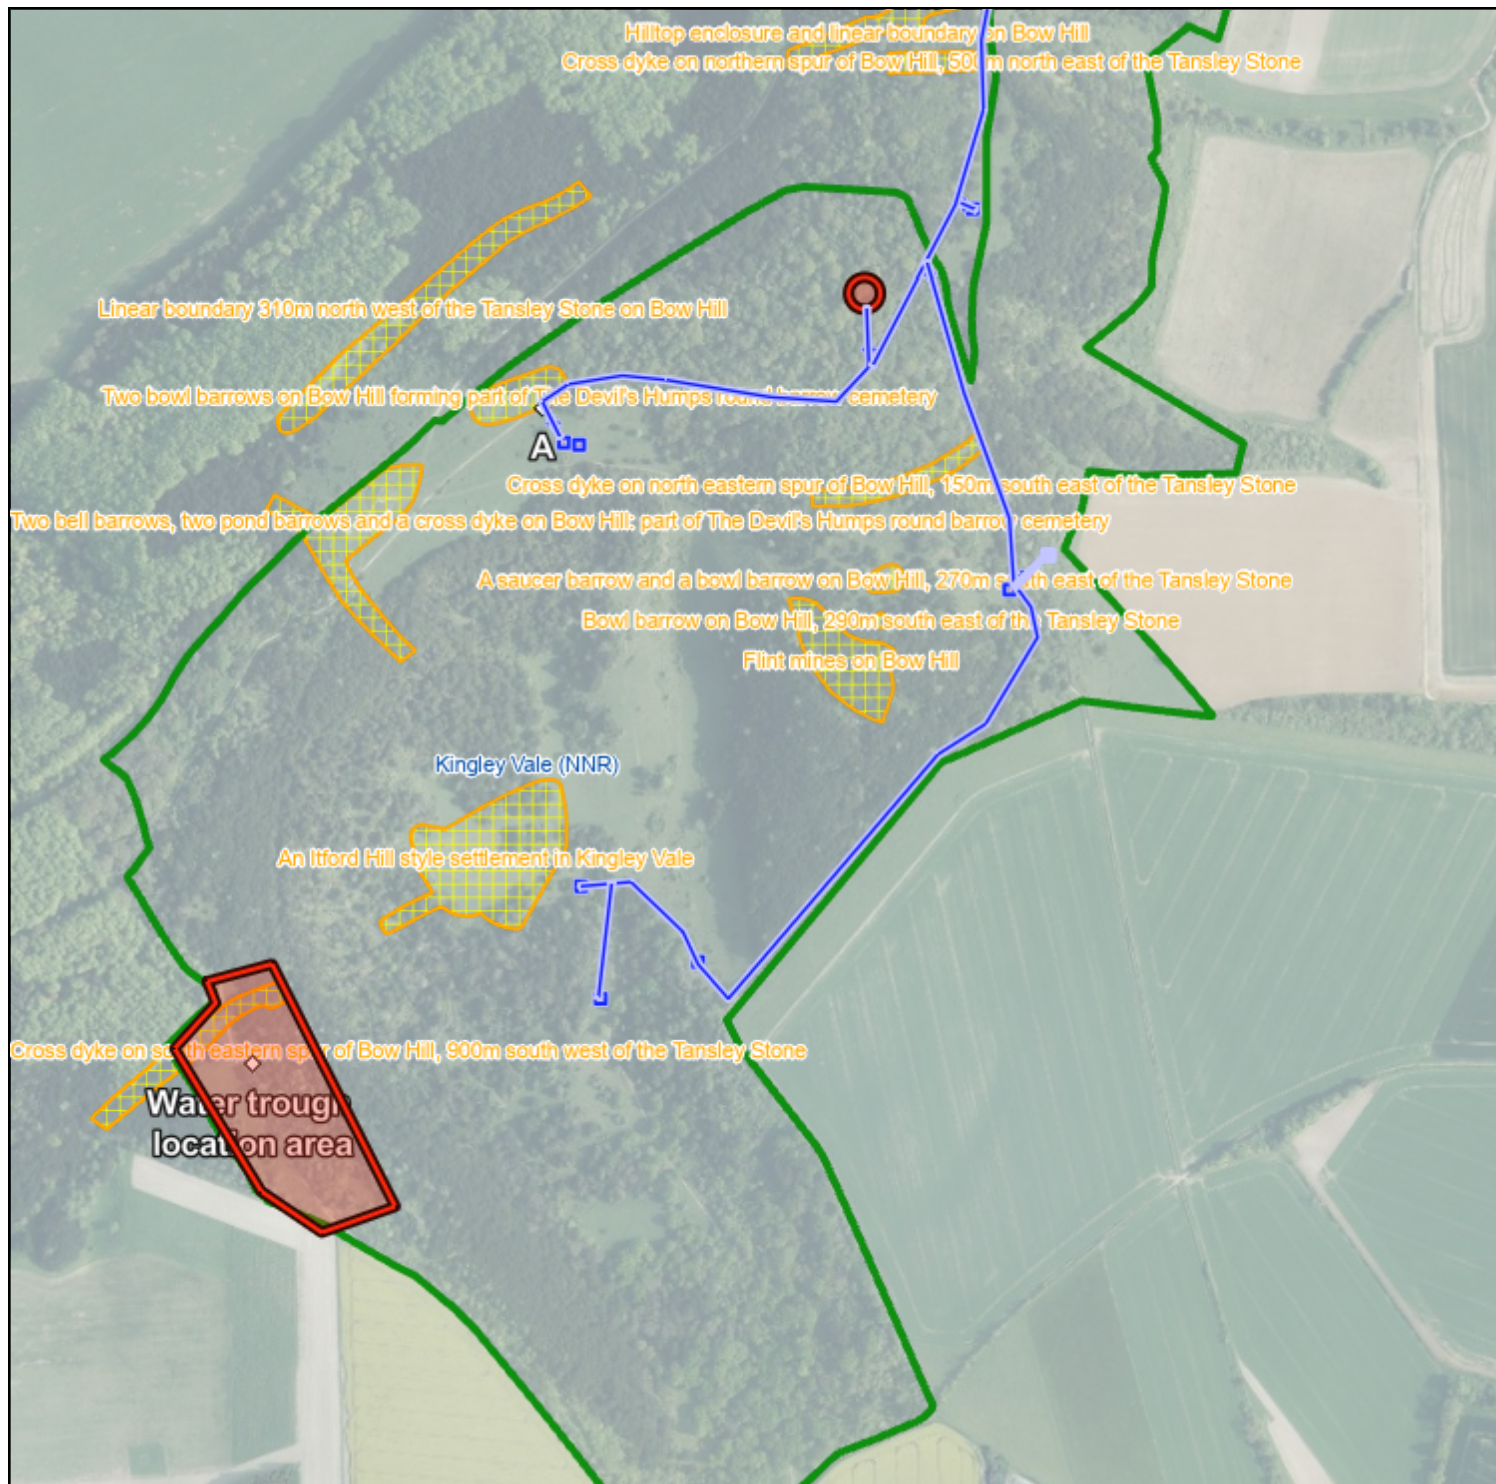 Hilltop enclosure and linear boundary on Bow Hill
Cross dyke on northern spur of Bow Hill, 500m north east of the Tansley Stone
Linear boundary 310m north west of the Tansley Stone on Bow Hill
Two bowl barrows on Bow Hill forming part of The Devil's Humps round barrow cemetery
A
Cross dyke on north eastern spur of Bow Hill, 150m south east of the Tansley Stone
Two bell barrows, two pond barrows and a cross dyke on Bow Hill: part of The Devil's Humps round barrow cemetery
A saucer barrow and a bowl barrow on Bow Hill, 270m south east of the Tansley Stone
Bowl barrow on Bow Hill, 290m south east of the Tansley Stone
Flint mines on Bow Hill
Kingley Vale (NNR)
An Itford Hill style settlement in Kingley Vale
Cross dyke on south eastern spur of Bow Hill, 900m south west of the Tansley Stone
Water trough
location area